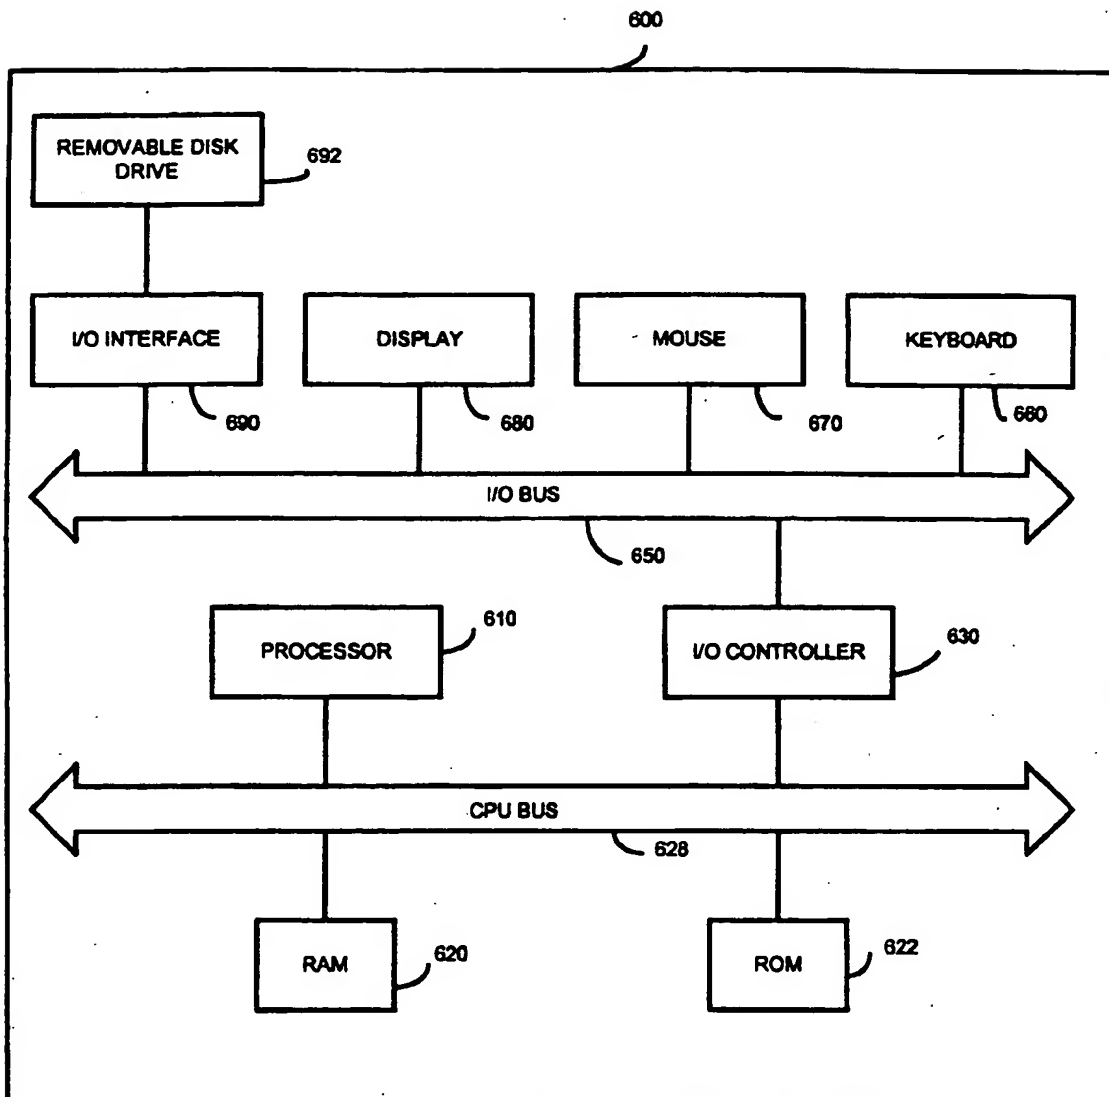 600
REMOVABLE DISK
DRIVE
692
I/O INTERFACE
DISPLAY
MOUSE
KEYBOARD
690
680
670
660
I/O BUS
650
PROCESSOR
610
I/O CONTROLLER
630
CPU BUS
628
RAM
620
ROM
622